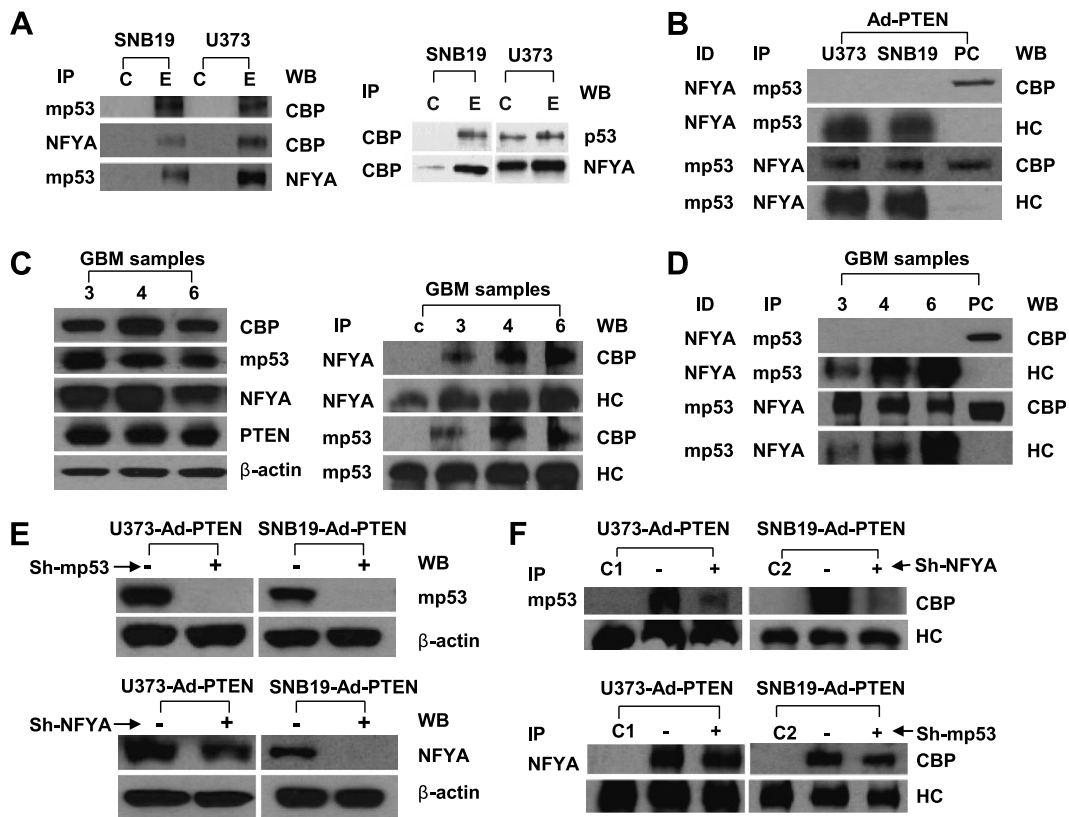 A
SNB19 U373
IP C E C E WB
mp53 CBP
NFYA CBP
mp53 NFYA
SNB19 U373
IP C E C E WB
CBP p53
CBP NFYA
B
Ad-PTEN
ID IP U373 SNB19 PC WB
NFYA mp53 CBP
NFYA mp53 HC
mp53 NFYA CBP
mp53 NFYA HC
C
GBM samples
3 4 6
CBP
mp53
NFYA
PTEN
β-actin
GBM samples
IP c 3 4 6 WB
NFYA CBP
NFYA HC
mp53 CBP
mp53 HC
D
GBM samples
ID IP 3 4 6 PC WB
NFYA mp53 CBP
NFYA mp53 HC
mp53 NFYA CBP
mp53 NFYA HC
E
U373-Ad-PTEN SNB19-Ad-PTEN
Sh-mp53 - + - + WB
mp53
β-actin
U373-Ad-PTEN SNB19-Ad-PTEN
Sh-NFYA - + - + WB
NFYA
β-actin
F
U373-Ad-PTEN SNB19-Ad-PTEN
IP C1 - + C2 - + Sh-NFYA
mp53 CBP
HC
U373-Ad-PTEN SNB19-Ad-PTEN
IP C1 - + C2 - + Sh-mp53
NFYA CBP
HC